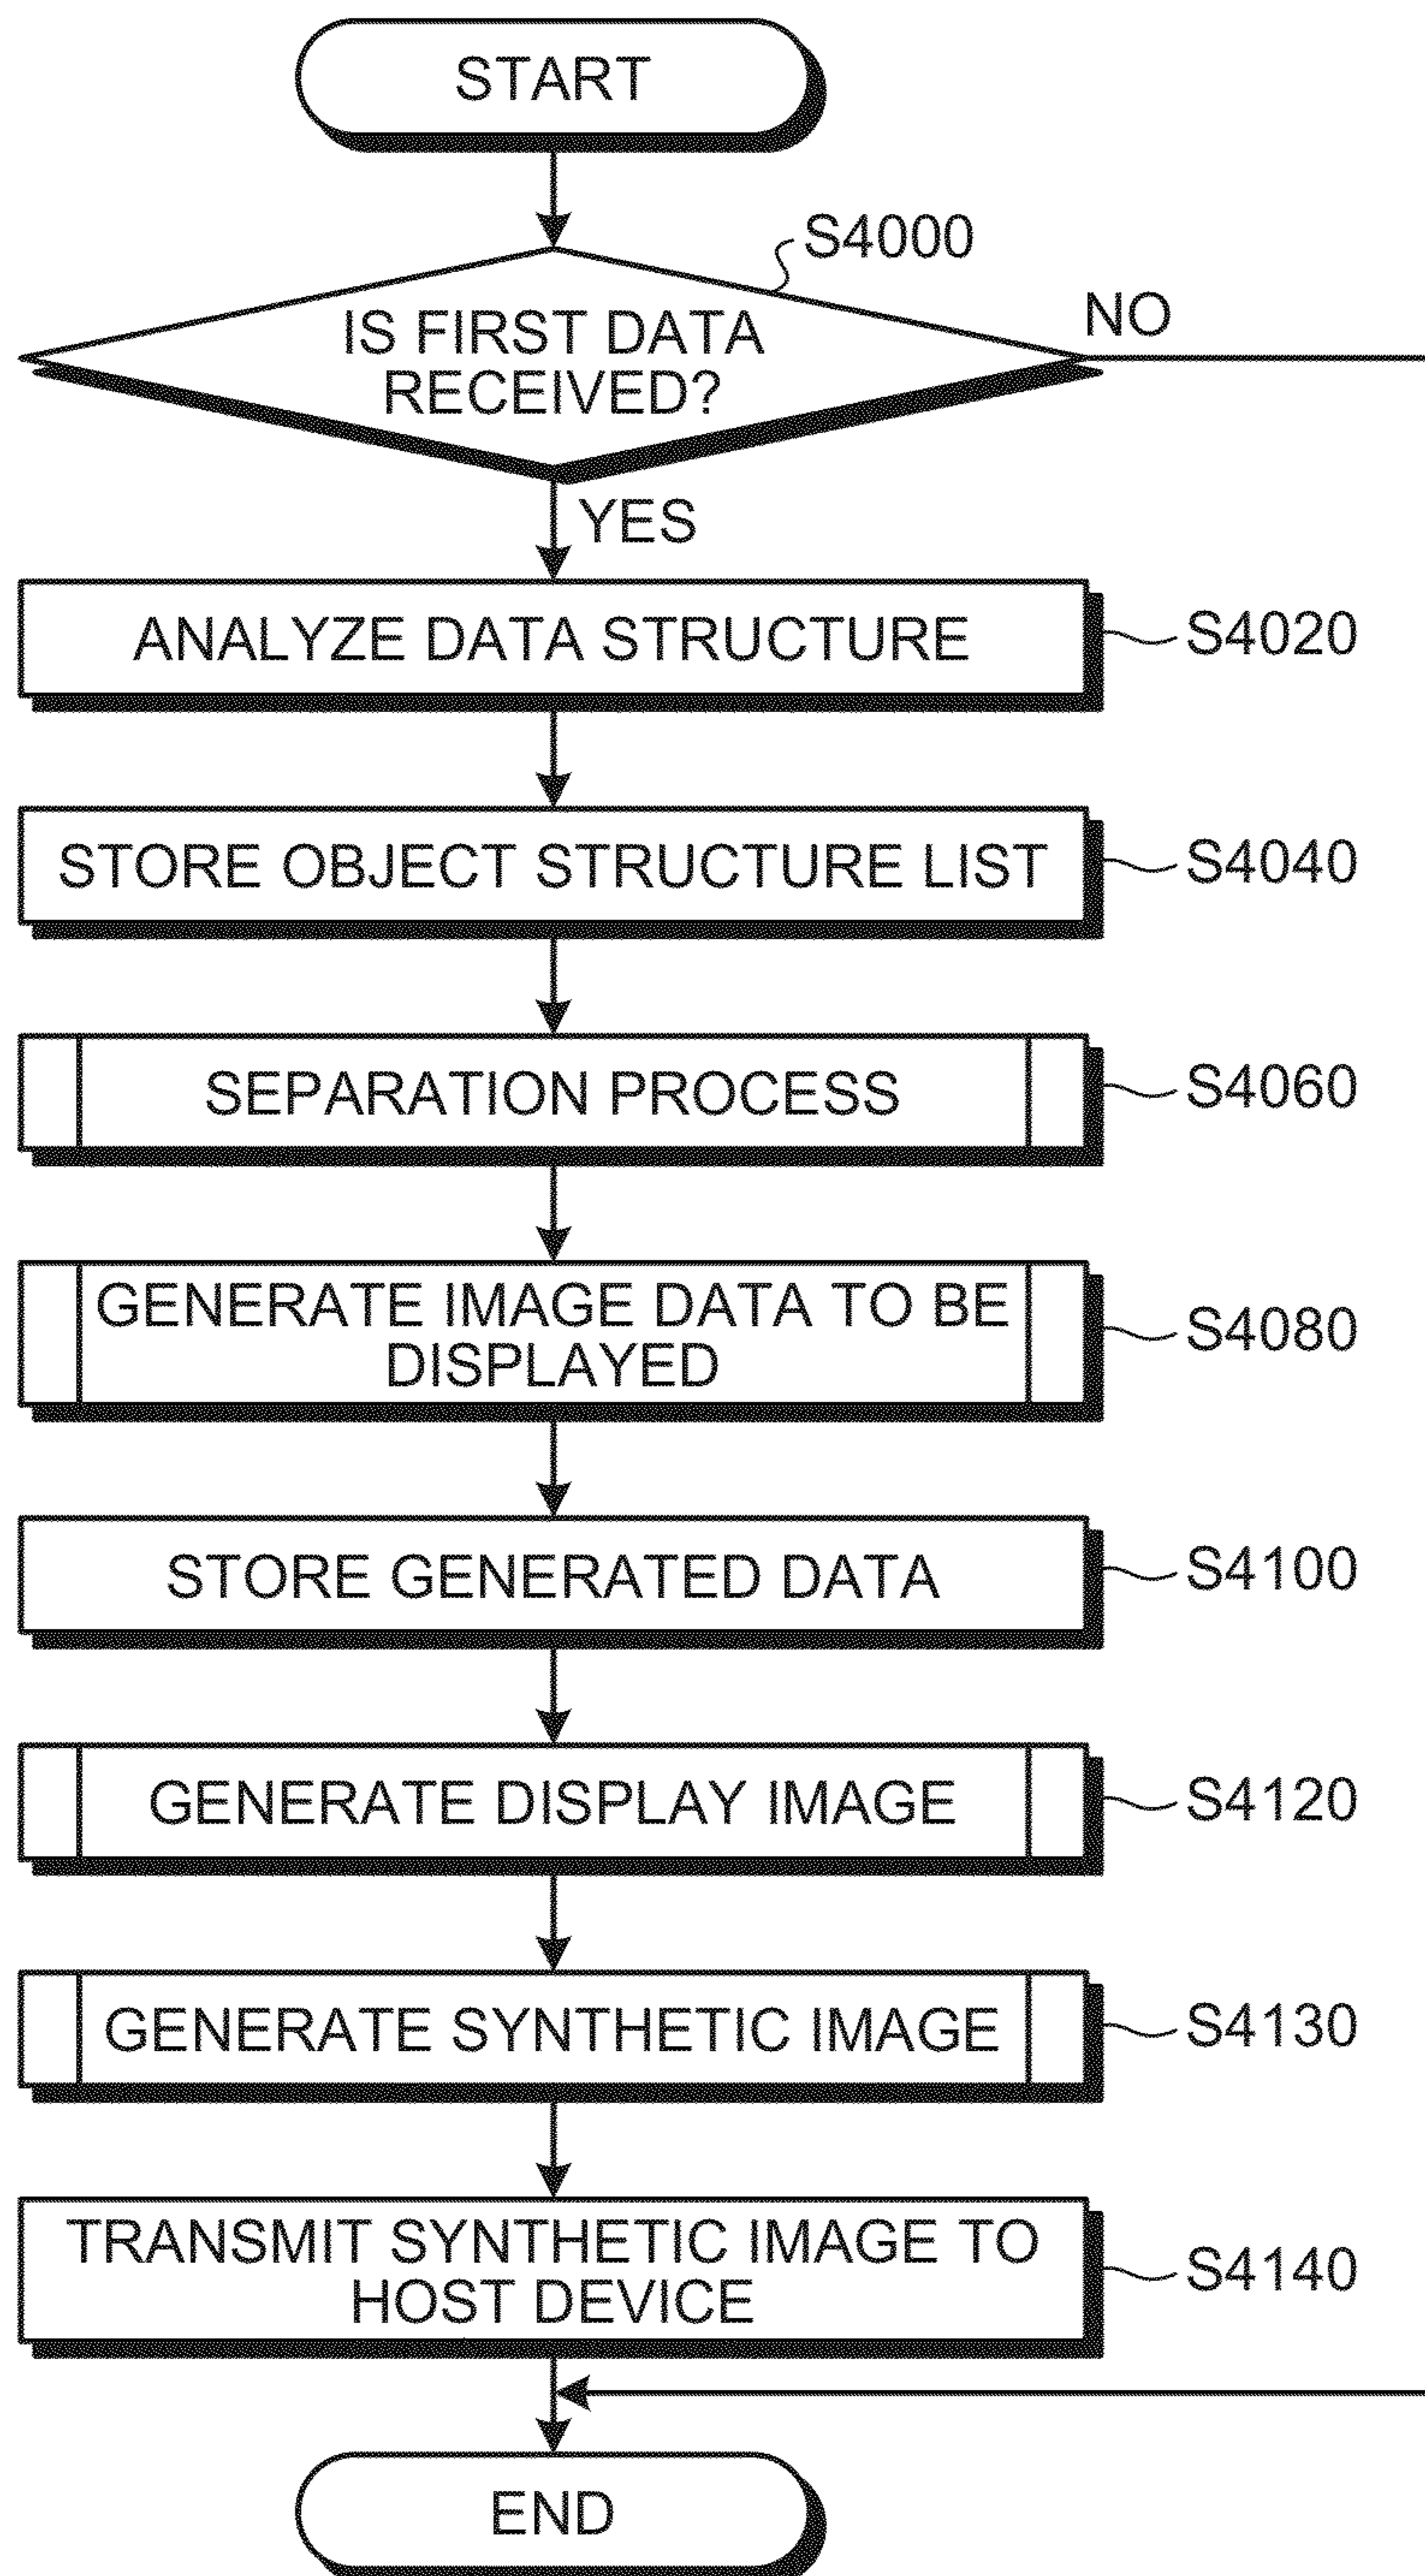 START
S4000
IS FIRST DATA
RECEIVED?
NO
YES
ANALYZE DATA STRUCTURE
S4020
STORE OBJECT STRUCTURE LIST
S4040
SEPARATION PROCESS
S4060
GENERATE IMAGE DATA TO BE
DISPLAYED
S4080
STORE GENERATED DATA
S4100
GENERATE DISPLAY IMAGE
S4120
GENERATE SYNTHETIC IMAGE
S4130
TRANSMIT SYNTHETIC IMAGE TO
HOST DEVICE
S4140
END